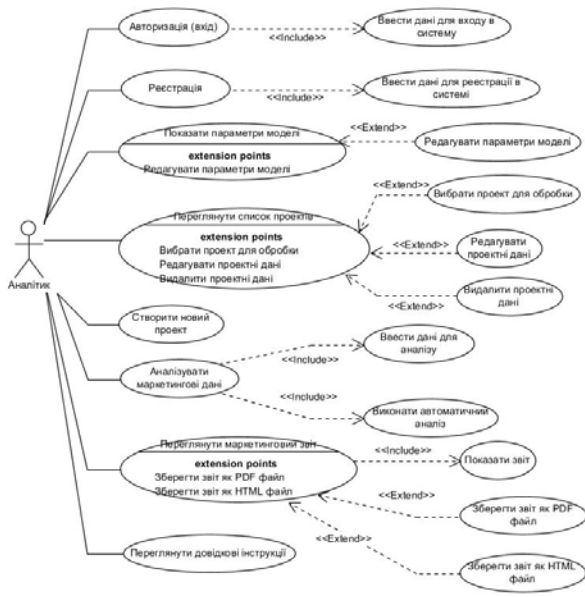 Авторизація (вхід)
<<Include>>
Ввести дані для входу в
систему
Реєстрація
<<Include>>
Ввести дані для реестрації в
системі
Показати параметри моделі
extension points
Редагувати параметри моделі
<<Extend>>
Редагувати параметри моделі
Переглянути список проектів
extension points
Вибрати проект для обробки
Редагувати проектні дані
Видалити проектні дані
<<Extend>>
Вибрати проект для обробки
<<Extend>>
Редагувати
проектні дані
<<Extend>>
Видалити проектні
дані
Аналітик
Створити новий
проект
Аналізувати
маркетингові дані
<<Include>>
Ввести дані для
аналізу
<<Include>>
Виконати автоматичний
аналіз
Переглянути маркетинговий звіт
extension points
Зберегти звіт як PDF файл
Зберегти звіт як HTML файл
<<Include>>
Показати звіт
<<Extend>>
Зберегти звіт як PDF
файл
<<Extend>>
Зберегти звіт як HTML
файл
Переглянути довідкові інструкції